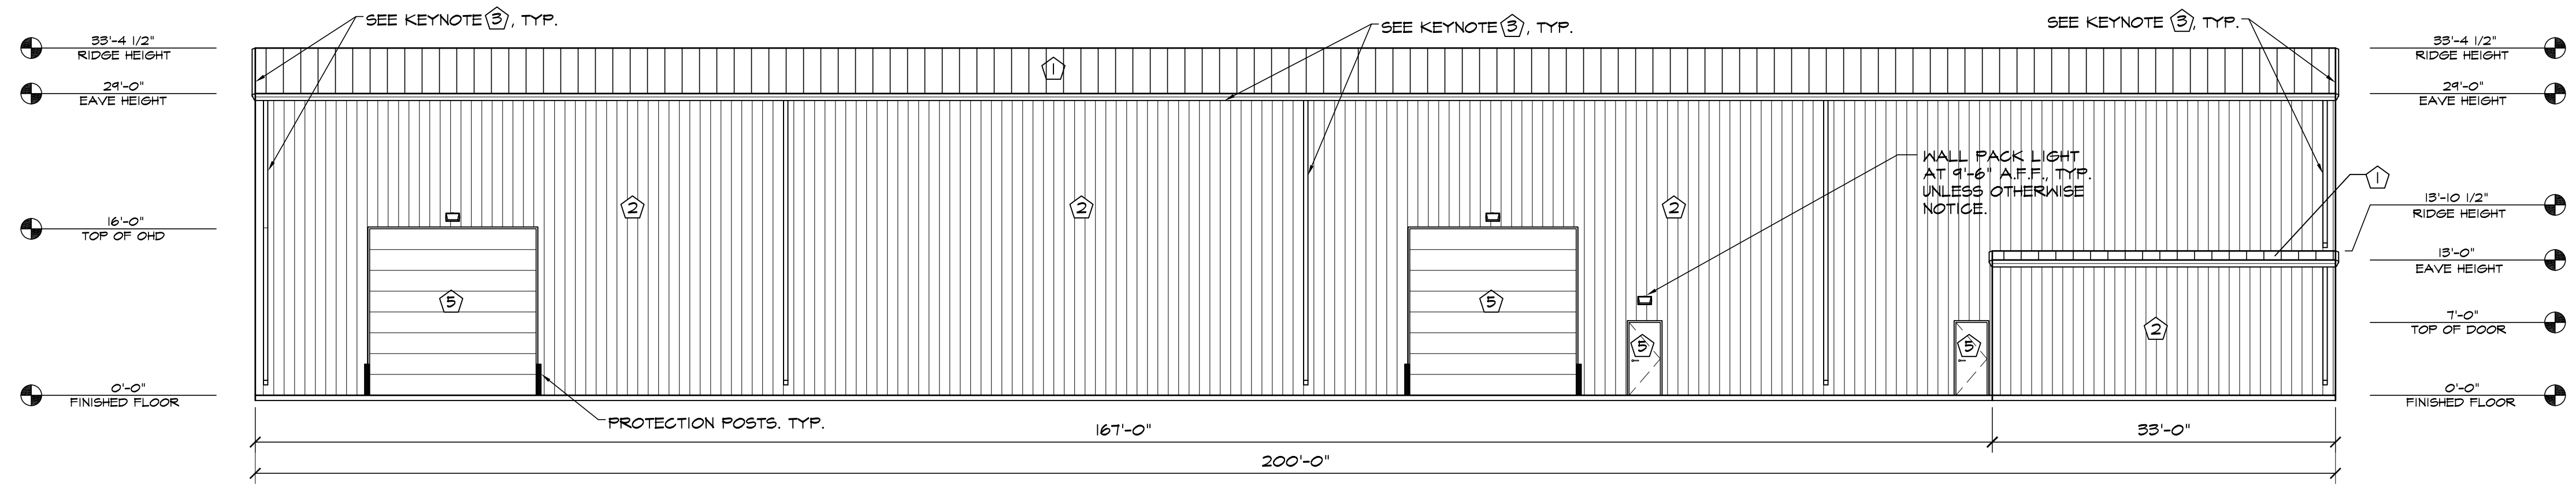 SEE KEYNOTE 3, TYP.
SEE KEYNOTE 3, TYP.
SEE KEYNOTE 3, TYP.
33'-4 1/2"
RIDGE HEIGHT
29'-0"
EAVE HEIGHT
16'-0"
TOP OF OHD
0'-0"
FINISHED FLOOR
1
2
2
2
5
5
5
5
2
1
WALL PACK LIGHT
AT 9'-6" A.F.F., TYP.
UNLESS OTHERWISE
NOTICE.
33'-4 1/2"
RIDGE HEIGHT
29'-0"
EAVE HEIGHT
13'-10 1/2"
RIDGE HEIGHT
13'-0"
EAVE HEIGHT
7'-0"
TOP OF DOOR
0'-0"
FINISHED FLOOR
PROTECTION POSTS. TYP.
167'-0"
33'-0"
200'-0"